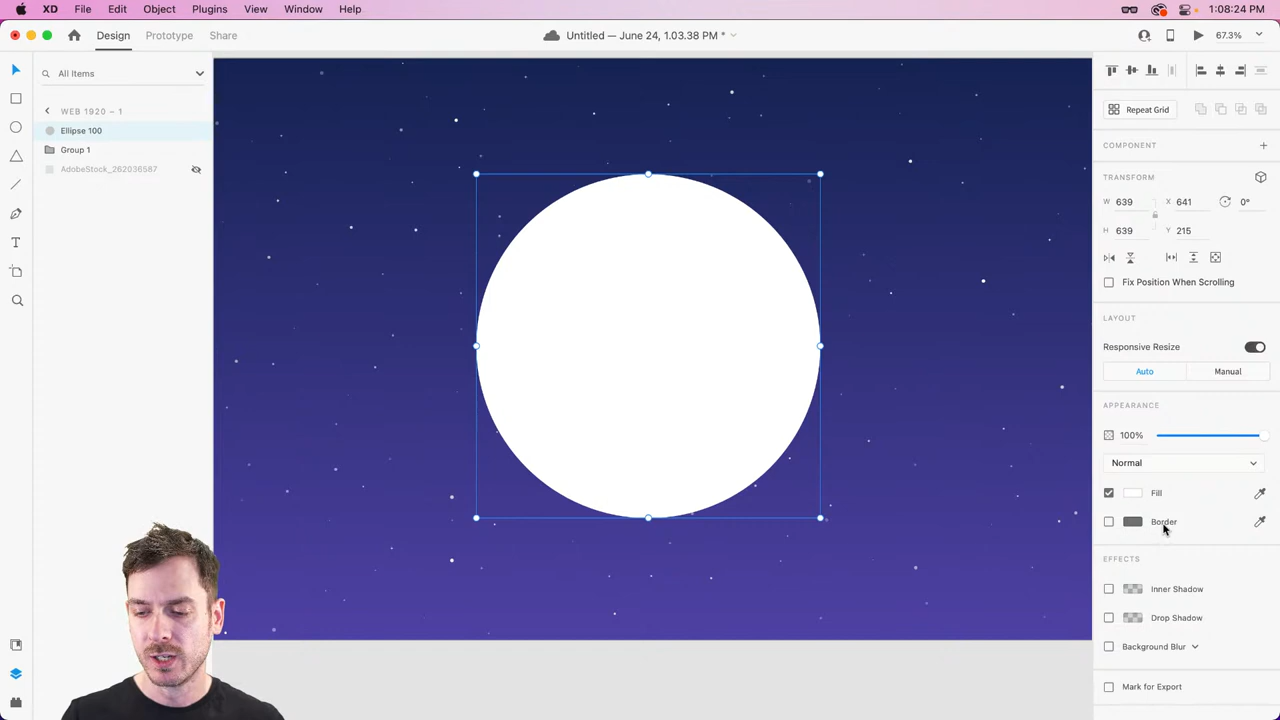 XD File Edit Object Plugins View Window Help 1:08:24 PM
Design Prototype Share Untitled — June 24, 1.03.38 PM * 67.3%
All Items
WEB 1920 – 1
Ellipse 100
Group 1
AdobeStock_262036587
Repeat Grid
COMPONENT
TRANSFORM
W 639 X 641 0°
H 639 Y 215
Fix Position When Scrolling
LAYOUT
Responsive Resize
Auto Manual
APPEARANCE
100%
Normal
Fill
Border
EFFECTS
Inner Shadow
Drop Shadow
Background Blur
Mark for Export